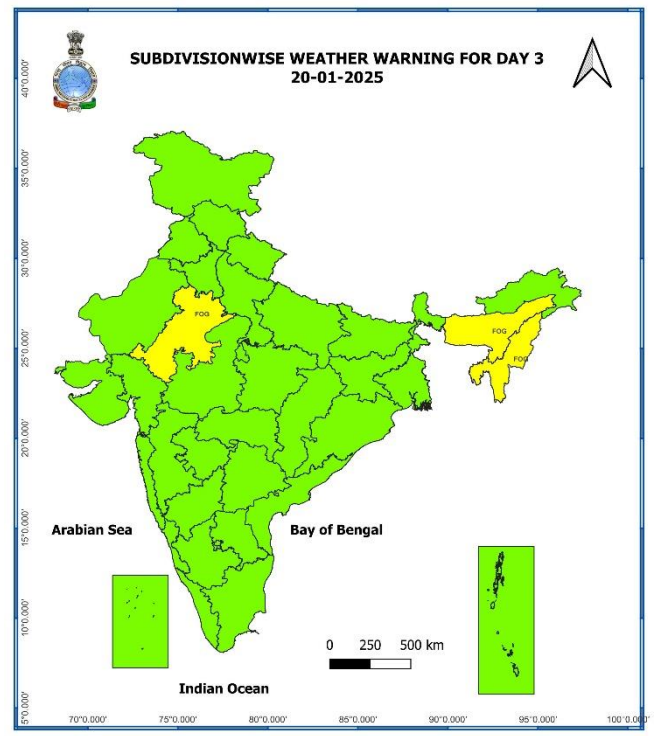 SUBDIVISIONWISE WEATHER WARNING FOR DAY 3
20-01-2025
40°0.000'
35°0.000'
30°0.000'
FOG
FOG
25°0.000'
FOG
20°0.000'
15°0.000'
Arabian Sea
Bay of Bengal
10°0.000'
0 250 500 km
Indian Ocean
5°0.000'
70°0.000' 75°0.000' 80°0.000' 85°0.000' 90°0.000' 95°0.000' 100°0.000'